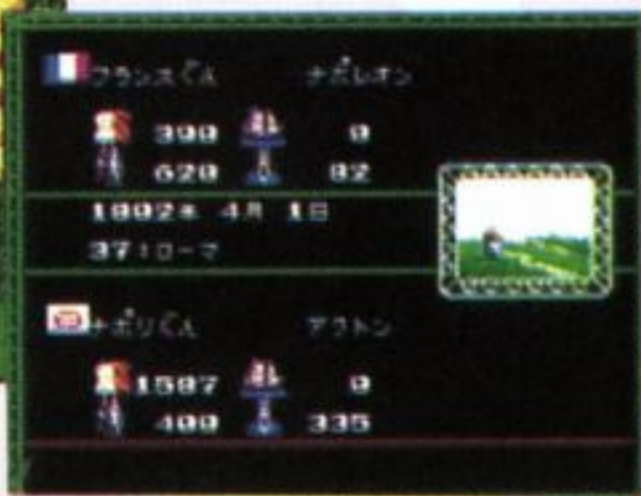 フランスぐん ナポレオン
390 0
620 82
1802年 4月 1日
37:ローマ
ナポリぐん アクトン
1587 0
400 335